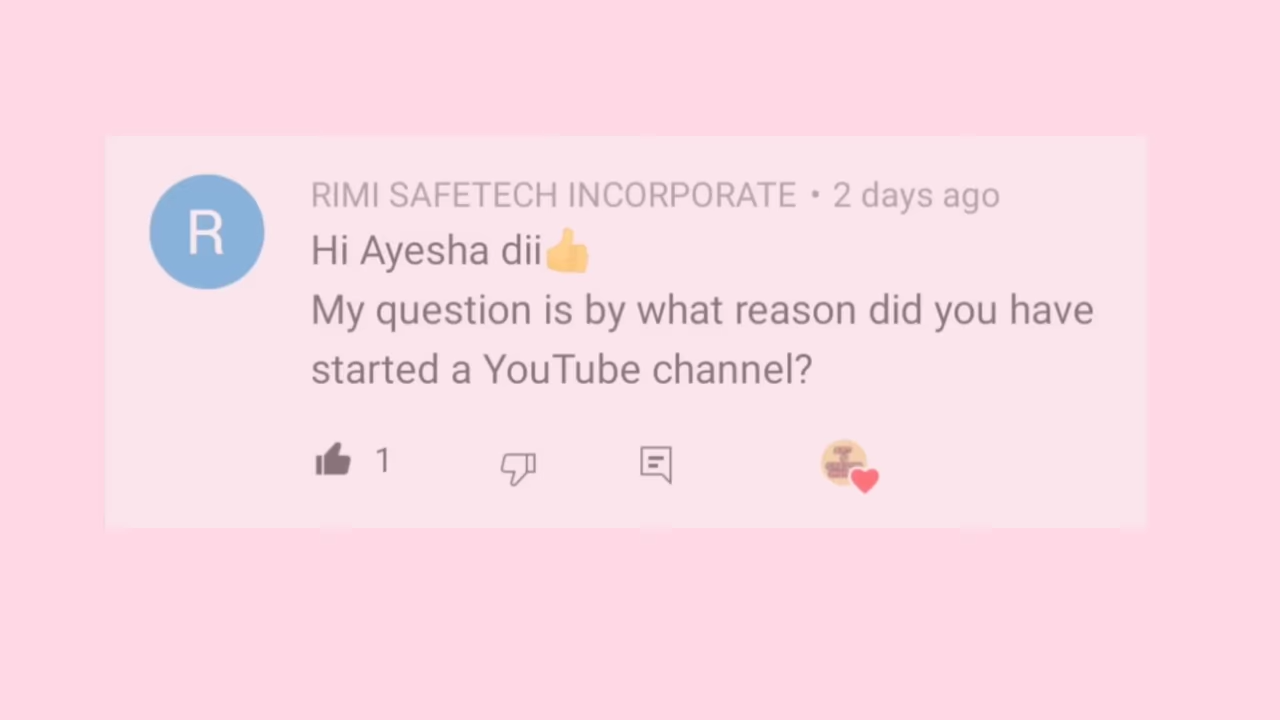 R
RIMI SAFETECH INCORPORATE • 2 days ago
Hi Ayesha dii👍
My question is by what reason did you have
started a YouTube channel?
1